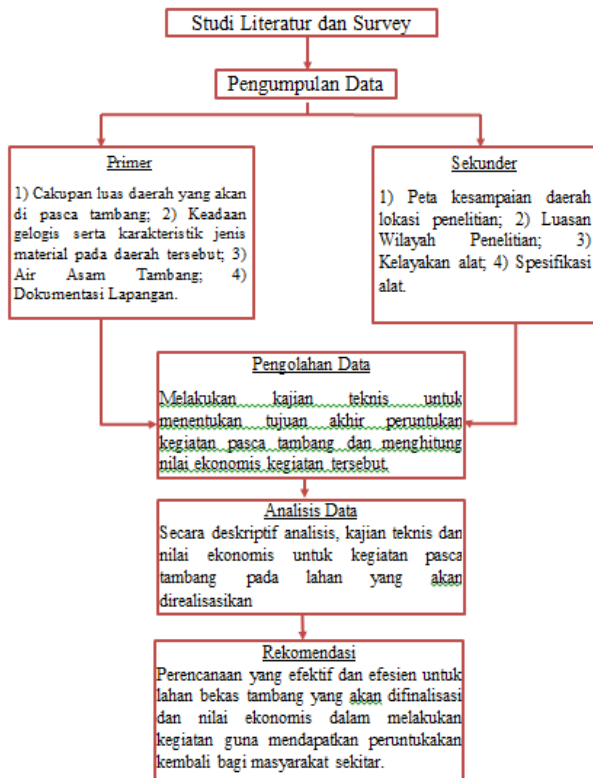 Studi Literatur dan Survey
Pengumpulan Data
Primer
1) Cakupan luas daerah yang akan
di pasca tambang; 2) Keadaan
gelogis serta karakteristik jenis
material pada daerah tersebut; 3)
Air Asam Tambang; 4)
Dokumentasi Lapangan.
Sekunder
1) Peta kesampaian daerah
lokasi penelitian; 2) Luasan
Wilayah Penelitian; 3)
Kelayakan alat; 4) Spesifikasi
alat.
Pengolahan Data
Melakukan kajian teknis untuk
menentukan tujuan akhir peruntukan
kegiatan pasca tambang dan menghitung
nilai ekonomis kegiatan tersebut.
Analisis Data
Secara deskriptif analisis, kajian teknis dan
nilai ekonomis untuk kegiatan pasca
tambang pada lahan yang akan
direalisasikan
Rekomendasi
Perencanaan yang efektif dan efesien untuk
lahan bekas tambang yang akan difinalisasi
dan nilai ekonomis dalam melakukan
kegiatan guna mendapatkan peruntukakan
kembali bagi masyarakat sekitar.